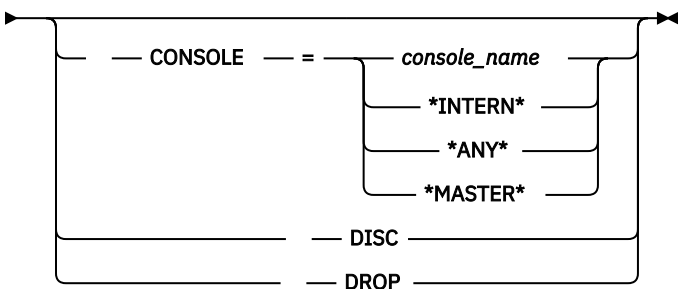 CONSOLE = console_name
*INTERN*
*ANY*
*MASTER*
DISC
DROP